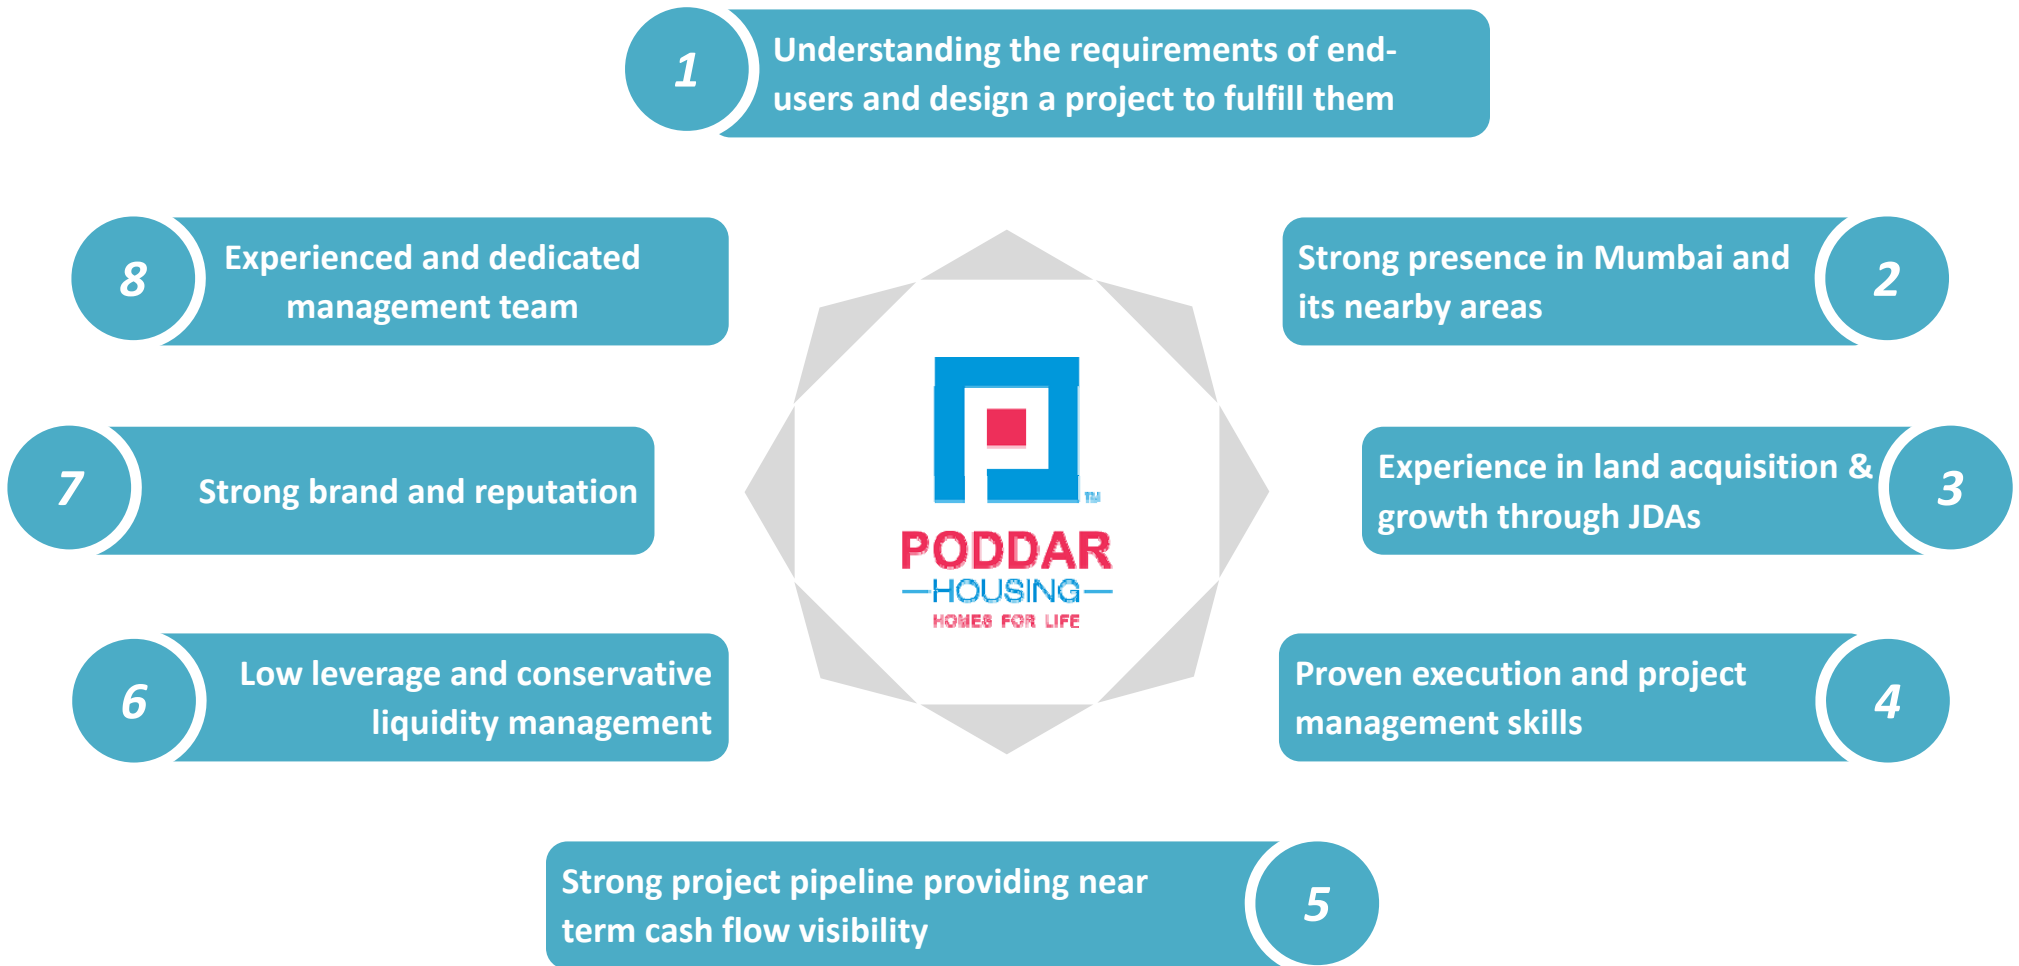 1
Understanding the requirements of end-
users and design a project to fulfill them
8
Experienced and dedicated
management team
Strong presence in Mumbai and
its nearby areas
2
7
Strong brand and reputation
TM
PODDAR
HOUSING
HOMES FOR LIFE
Experience in land acquisition &
growth through JDAs
3
6
Low leverage and conservative
liquidity management
Proven execution and project
management skills
4
Strong project pipeline providing near
term cash flow visibility
5